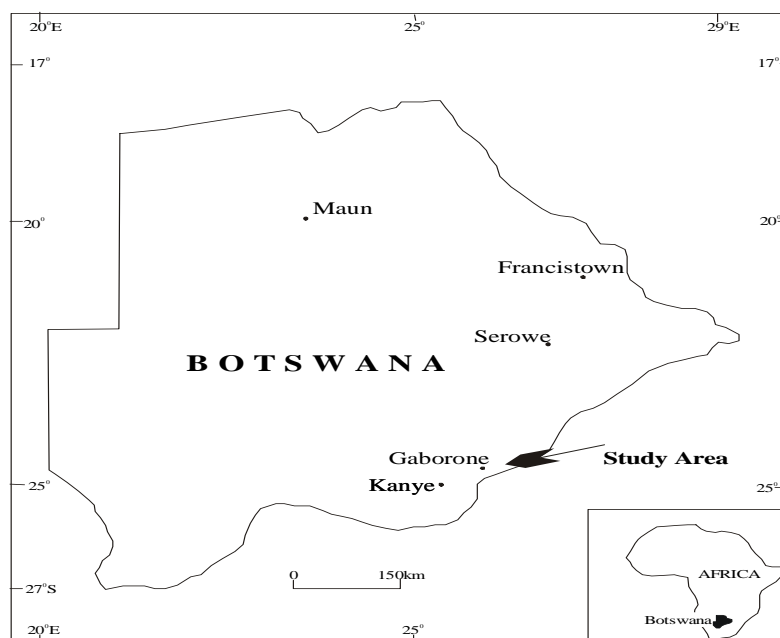 20°E 25° 29°E
17° 17°
Maun
20° 20°
Francistown
Serowe
BOTSWANA
Gaborone
Study Area
Kanye
25° 25°
0 150km
AFRICA
27°S
Botswana
20°E 25°